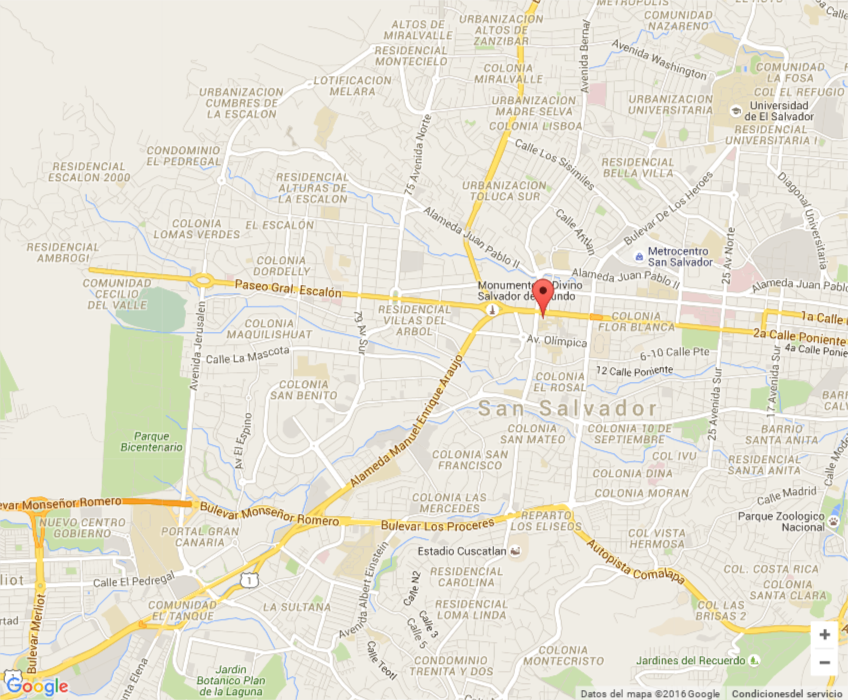 METROPOLIS
ALTOS DE
MIRALVALLE
URBANIZACION
ALTOS DE
ZANZIBAR
COMUNIDAD
NAZARENO
RESIDENCIAL
MONTECIELO
Avenida Bernal
Avenida Washington
LOTIFICACION
MELARA
COLONIA
MIRALVALLE
COMUNIDAD
LA FOSA
COL EL REFUGIO
URBANIZACION
CUMBRES DE
LA ESCALON
URBANIZACION
MADRE SELVA
COLONIA LISBOA
URBANIZACION
UNIVERSITARIA
Universidad
de El Salvador
RESIDENCIAL
UNIVERSITARIA I
75 Avenida Norte
CONDOMINIO
EL PEDREGAL
Calle Los Sisimiles
RESIDENCIAL
BELLA VILLA
RESIDENCIAL
ESCALON 2000
RESIDENCIAL
ALTURAS DE
LA ESCALON
URBANIZACION
TOLUCA SUR
Bulevar De Los Heroes
Diagonal Universitaria
COLONIA
LOMAS VERDES
EL ESCALÓN
Alameda Juan Pablo II
Calle Antran
25 Av Norte
RESIDENCIAL
AMBROGI
COLONIA
DORDELLY
Metrocentro
San Salvador
Alameda Juan Pablo II
Alameda Juan Pablo
COMUNIDAD
CECILIO
DEL VALLE
Paseo Gral. Escalón
Monumento Divino
Salvador del Mundo
RESIDENCIAL
VILLAS DEL
ARBOL
COLONIA
FLOR BLANCA
1a Calle
2a Calle Poniente
COLONIA
MAQUILISHUAT
79 Av Sur
Av. Olímpica
6-10 Calle Pte
4a Calle Ponie
Avenida Jerusalen
Calle La Mascota
12 Calle Poniente
COLONIA
SAN BENITO
COLONIA
EL ROSAL
25 Avenida Sur
17 Avenida Sur
San Salvador
Alameda Manuel Enrique Araujo
Parque
Bicentenario
Av El Espino
COLONIA
SAN MATEO
COLONIA 10 DE
SEPTIEMBRE
BARRIO
SANTA ANITA
COLONIA SAN
FRANCISCO
COL IVU
RESIDENCIAL
SANTA ANITA
COLONIA DINA
Calle Modelo
COLONIA LAS
MERCEDES
COLONIA MORAN
Calle Madrid
evar Monseñor Romero
Bulevar Monseñor Romero
Bulevar Los Proceres
REPARTO
LOS ELISEOS
Parque Zoologico
Nacional
NUEVO CENTRO
GOBIERNO
PORTAL GRAN
CANARIA
COL VISTA
HERMOSA
Estadio Cuscatlan
Autopista Comalapa
COL. COSTA RICA
lliot
Calle El Pedregal
1
Avenida Albert Einstein
Calle N2
RESIDENCIAL
CAROLINA
COLONIA
SANTA CLARA
COMUNIDAD
EL TANQUE
LA SULTANA
Calle 3
Calle 5
RESIDENCIAL
LOMA LINDA
COL LAS
BRISAS 2
ertad
Bulevar Merliot
Calle Teotl
COLONIA
MONTECRISTO
Jardines del Recuerdo
CONDOMINIO
TRENITA Y DOS
Jardin
Botanico Plan
de la Laguna
nta Elena
+
−
Google
Datos del mapa ©2016 Google
Condiciones del servicio